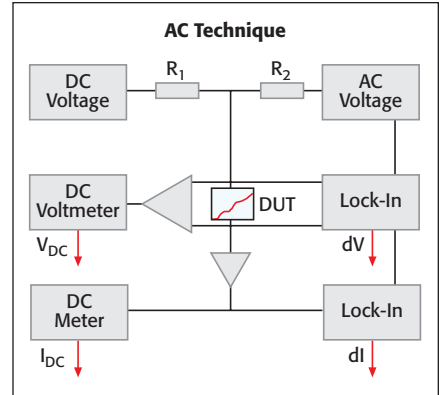 AC Technique
DC
Voltage
R1
R2
AC
Voltage
DC
Voltmeter
DUT
Lock-In
VDC
dV
DC
Meter
Lock-In
IDC
dI